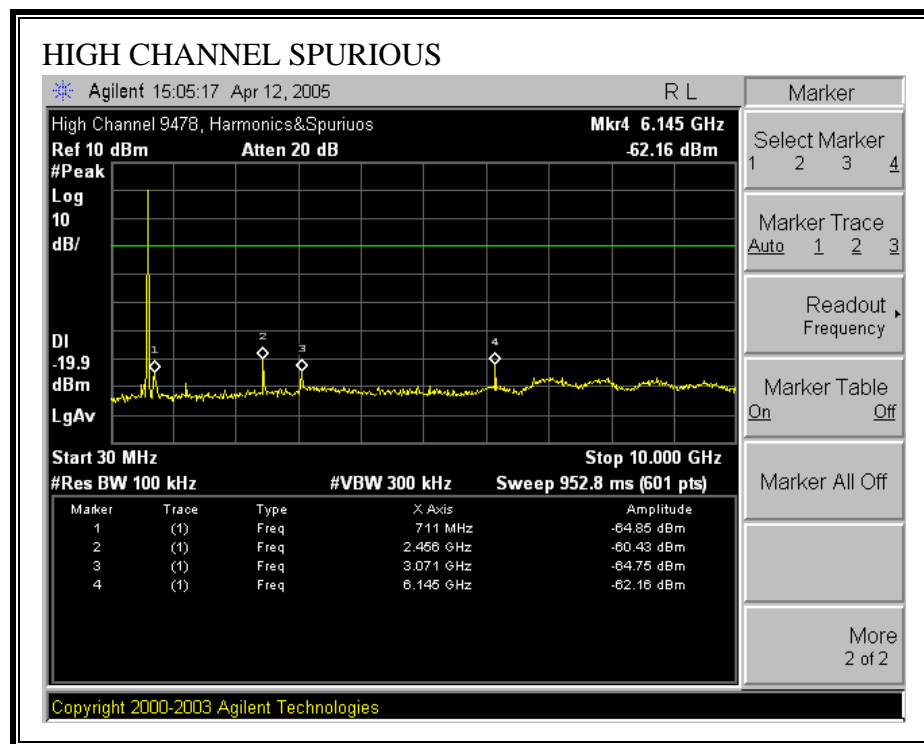 HIGH CHANNEL SPURIOUS
Agilent 15:05:17 Apr 12, 2005 R L
High Channel 9478, Harmonics&Spuriuos Mkr4 6.145 GHz
Ref 10 dBm Atten 20 dB -62.16 dBm
#Peak
Log
10
dB/
DI
-19.9
dBm
LgAv
1
2
3
4
Start 30 MHz Stop 10.000 GHz
#Res BW 100 kHz #VBW 300 kHz Sweep 952.8 ms (601 pts)
Marker Trace Type X Axis Amplitude
1 (1) Freq 711 MHz -64.85 dBm
2 (1) Freq 2.456 GHz -60.43 dBm
3 (1) Freq 3.071 GHz -64.75 dBm
4 (1) Freq 6.145 GHz -62.16 dBm
Marker
Select Marker
1 2 3 4
Marker Trace
Auto 1 2 3
Readout
Frequency
Marker Table
On Off
Marker All Off
More
2 of 2
Copyright 2000-2003 Agilent Technologies